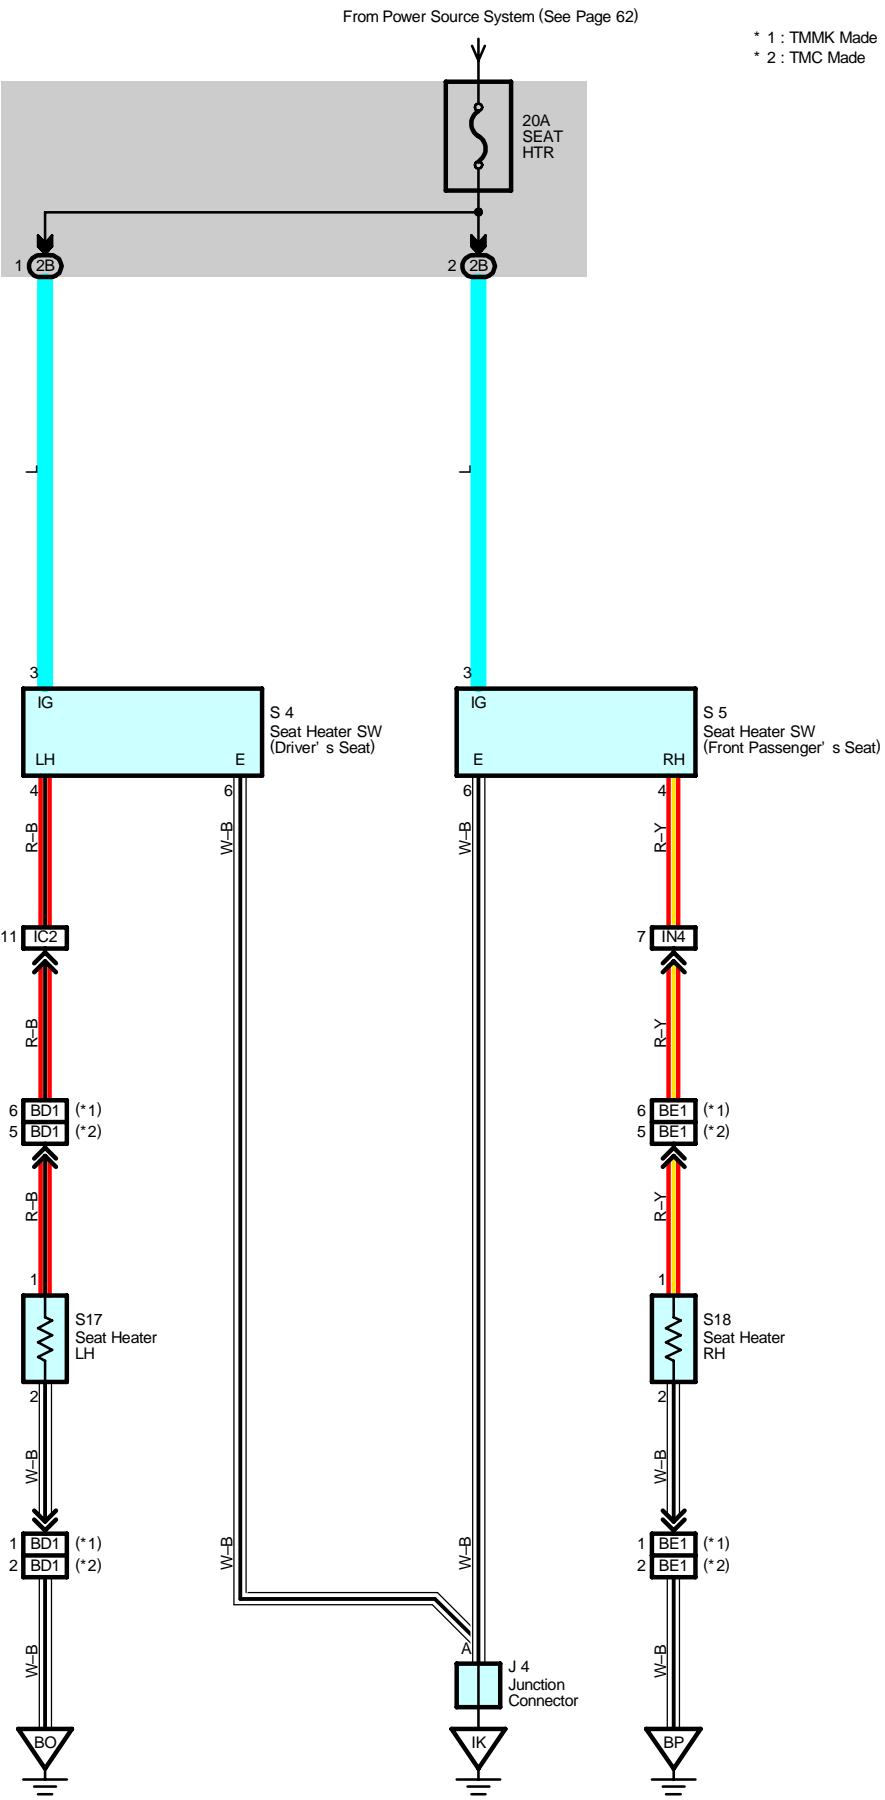 From Power Source System (See Page 62)
* 1 : TMMK Made
* 2 : TMC Made
20A
SEAT
HTR
1 2B
2 2B
L
L
3
3
IG
IG
S 4
Seat Heater SW
(Driver' s Seat)
S 5
Seat Heater SW
(Front Passenger' s Seat)
LH
E
E
RH
4
6
6
4
R–B
W–B
W–B
R–Y
11 IC2
7 IN4
R–B
R–Y
6 BD1 (*1)
5 BD1 (*2)
6 BE1 (*1)
5 BE1 (*2)
R–B
R–Y
1
1
S17
Seat Heater
LH
S18
Seat Heater
RH
2
2
W–B
W–B
1 BD1 (*1)
2 BD1 (*2)
W–B
W–B
1 BE1 (*1)
2 BE1 (*2)
W–B
W–B
A
J 4
Junction
Connector
BO
IK
BP